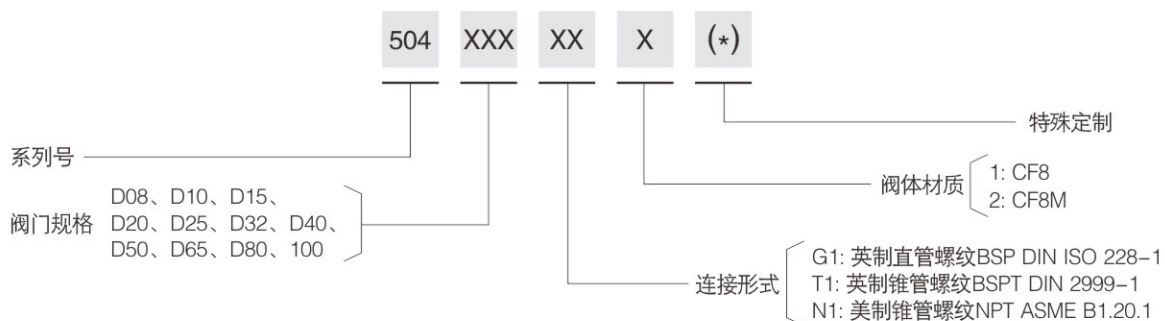 504 XXX XX X (*)
特殊定制
系列号
阀体材质
1: CF8
2: CF8M
阀门规格
D08、D10、D15、
D20、D25、D32、D40、
D50、D65、D80、100
连接形式
G1: 英制直管螺纹BSP DIN ISO 228-1
T1: 英制锥管螺纹BSPT DIN 2999-1
N1: 美制锥管螺纹NPT ASME B1.20.1